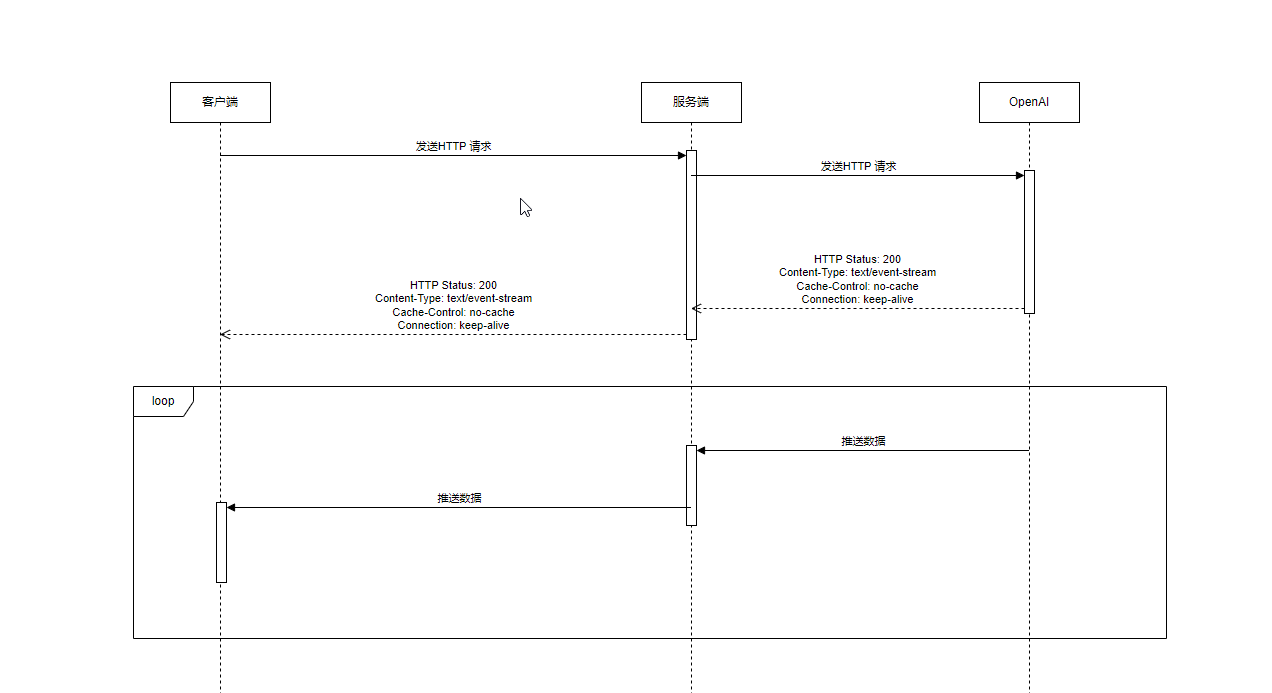 客户端
服务端
OpenAI
发送HTTP 请求
发送HTTP 请求
HTTP Status: 200
Content-Type: text/event-stream
Cache-Control: no-cache
Connection: keep-alive
HTTP Status: 200
Content-Type: text/event-stream
Cache-Control: no-cache
Connection: keep-alive
loop
推送数据
推送数据